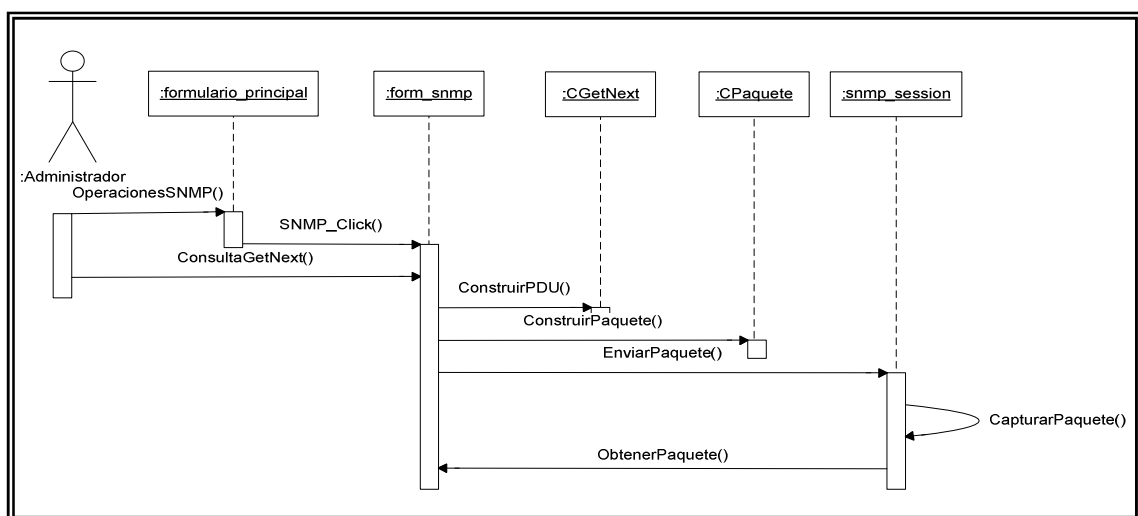 :formulario_principal
:form_snmp
:CGetNext
:CPaquete
:snmp_session
:Administrador
OperacionesSNMP()
SNMP_Click()
ConsultaGetNext()
ConstruirPDU()
ConstruirPaquete()
EnviarPaquete()
CapturarPaquete()
ObtenerPaquete()